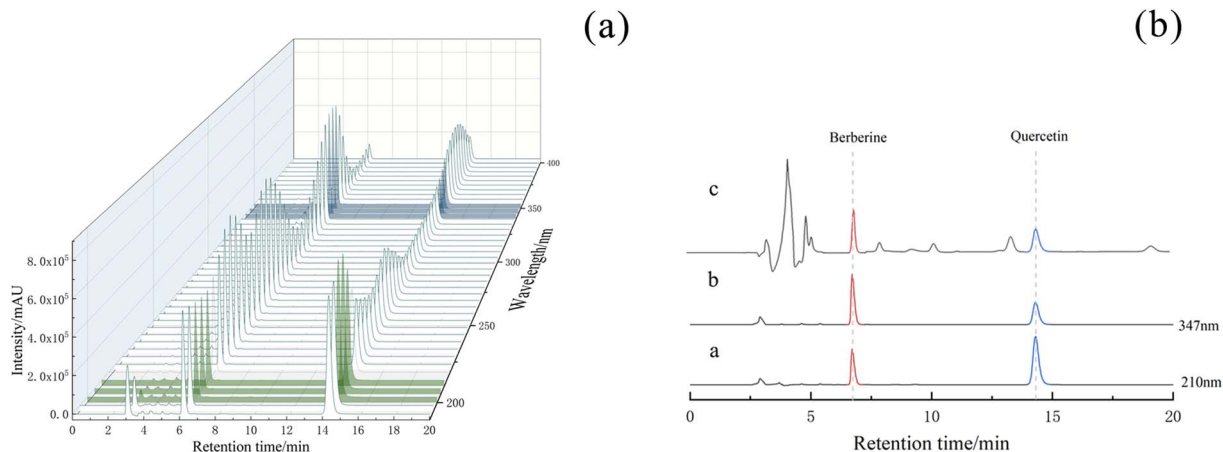 (a)
Intensity/mAU
8.0x10⁵
6.0x10⁵
4.0x10⁵
2.0x10⁵
0.0
0 2 4 6 8 10 12 14 16 18 20
Retention time/min
200
250
300
350
400
Wavelength/nm
(b)
Berberine Quercetin
c
b
347nm
a
210nm
0 5 10 15 20
Retention time/min